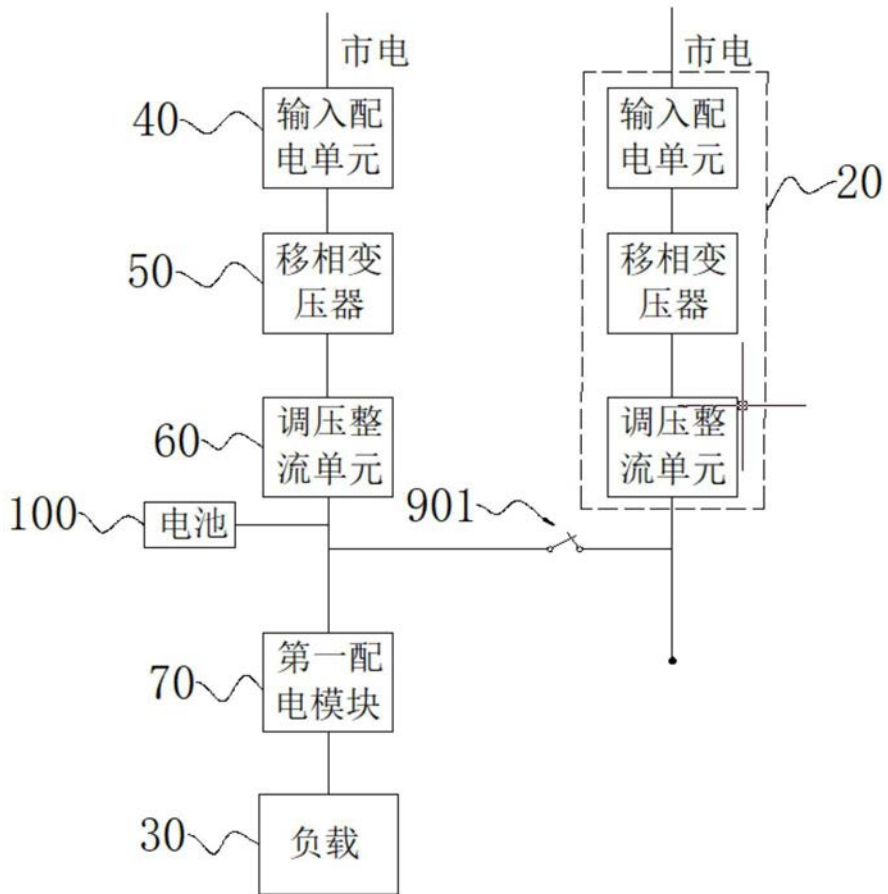 市电
市电
40
输入配
电单元
输入配
电单元
20
50
移相变
压器
移相变
压器
60
调压整
流单元
调压整
流单元
100
电池
901
70
第一配
电模块
30
负载